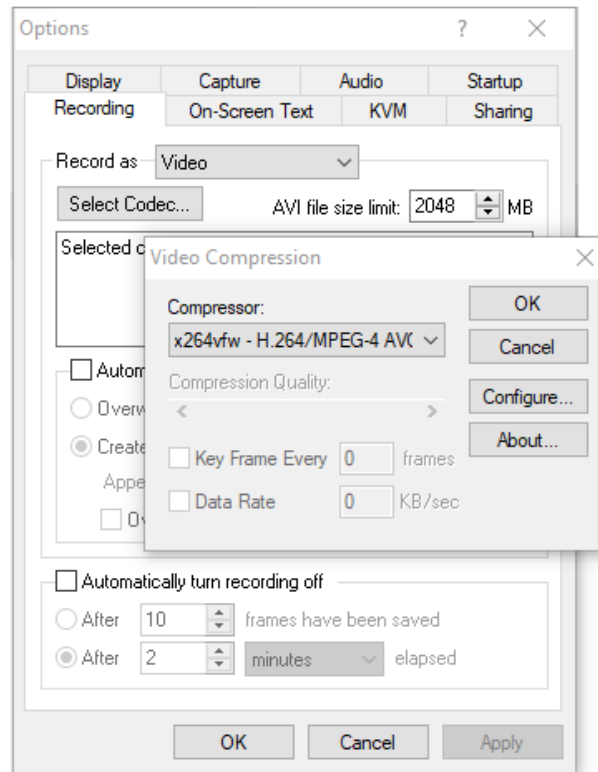 Options
Display Capture Audio Startup
Recording On-Screen Text KVM Sharing
Record as Video
Select Codec... AVI file size limit: 2048 MB
Selected c
Video Compression
Compressor:
x264vfw - H.264/MPEG-4 AV(
OK
Cancel
Compression Quality:
Configure...
About...
Key Frame Every 0 frames
Data Rate 0 KB/sec
Autom
Overw
Create
Appe
Ov
Automatically turn recording off
After 10 frames have been saved
After 2 minutes elapsed
OK Cancel Apply